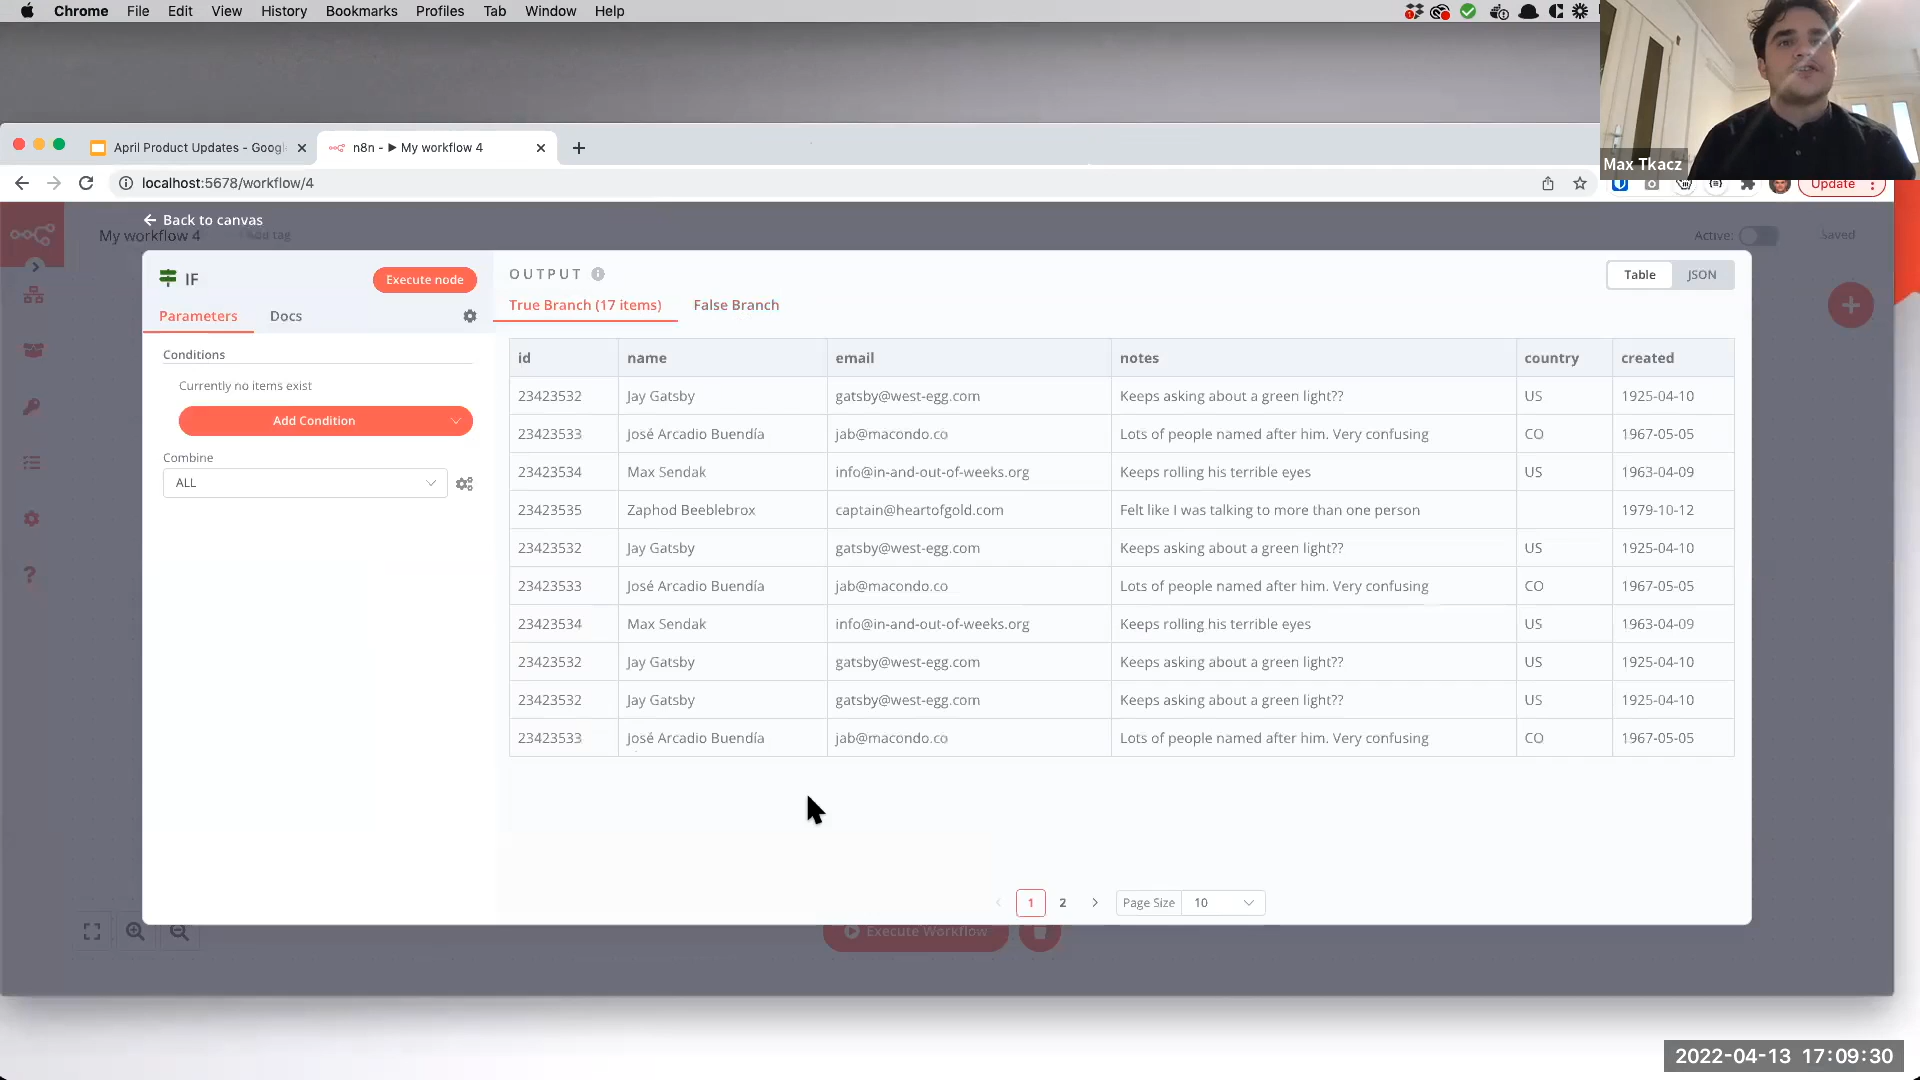 Chrome File Edit View History Bookmarks Profiles Tab Window Help
Max Tkacz
April Product Updates - Googl
n8n - ▶ My workflow 4
localhost:5678/workflow/4
Update
Back to canvas
My workflow 4 Add tag
Active: Saved
IF
Execute node
Parameters Docs
Conditions
Currently no items exist
Add Condition
Combine
ALL
OUTPUT
Table JSON
True Branch (17 items) False Branch
id name email notes country created
23423532 Jay Gatsby gatsby@west-egg.com Keeps asking about a green light?? US 1925-04-10
23423533 José Arcadio Buendía jab@macondo.co Lots of people named after him. Very confusing CO 1967-05-05
23423534 Max Sendak info@in-and-out-of-weeks.org Keeps rolling his terrible eyes US 1963-04-09
23423535 Zaphod Beeblebrox captain@heartofgold.com Felt like I was talking to more than one person 1979-10-12
23423532 Jay Gatsby gatsby@west-egg.com Keeps asking about a green light?? US 1925-04-10
23423533 José Arcadio Buendía jab@macondo.co Lots of people named after him. Very confusing CO 1967-05-05
23423534 Max Sendak info@in-and-out-of-weeks.org Keeps rolling his terrible eyes US 1963-04-09
23423532 Jay Gatsby gatsby@west-egg.com Keeps asking about a green light?? US 1925-04-10
23423532 Jay Gatsby gatsby@west-egg.com Keeps asking about a green light?? US 1925-04-10
23423533 José Arcadio Buendía jab@macondo.co Lots of people named after him. Very confusing CO 1967-05-05
1 2 Page Size 10
Execute Workflow
2022-04-13 17:09:30